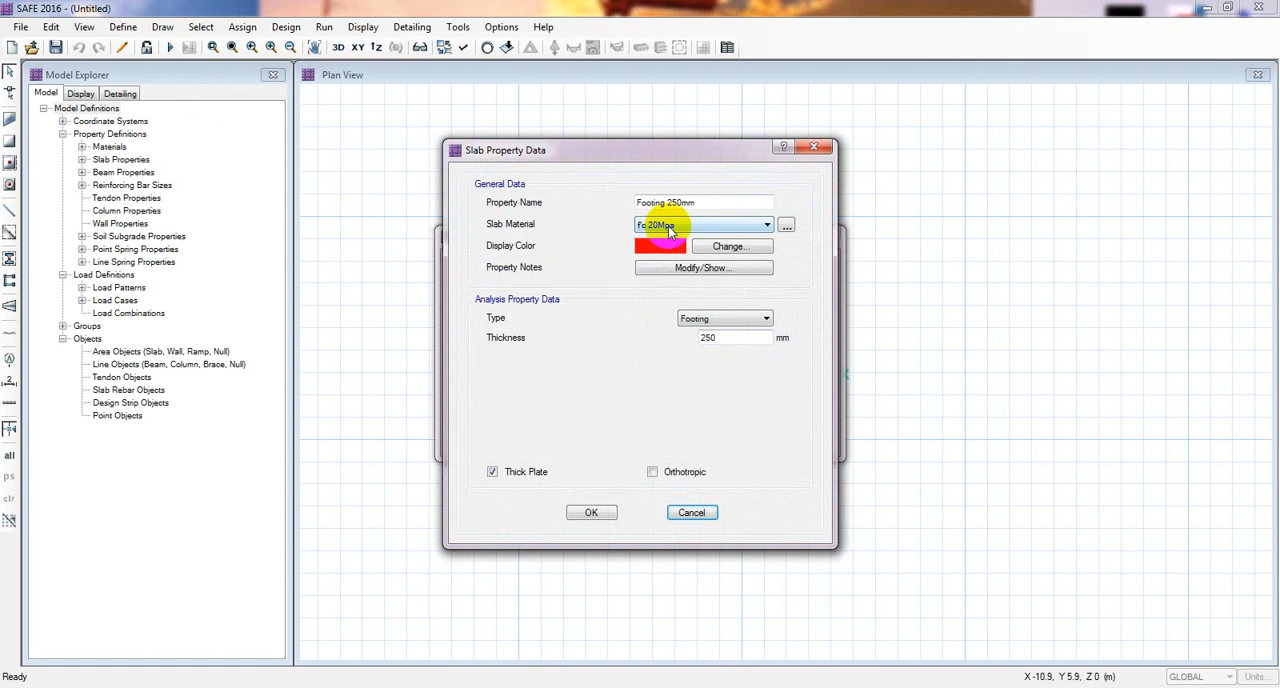 SAFE 2016 - (Untitled)
File Edit View Define Draw Select Assign Design Run Display Detailing Tools Options Help
3D XY
Model Explorer
Plan View
Model Display Detailing
Model Definitions
Coordinate Systems
Property Definitions
Materials
Slab Properties
Beam Properties
Reinforcing Bar Sizes
Tendon Properties
Column Properties
Wall Properties
Soil Subgrade Properties
Point Spring Properties
Line Spring Properties
Load Definitions
Load Patterns
Load Cases
Load Combinations
Groups
Objects
Area Objects (Slab, Wall, Ramp, Null)
Line Objects (Beam, Column, Brace, Null)
Tendon Objects
Slab Rebar Objects
Design Strip Objects
Point Objects
all
ps
clr
Slab Property Data
?
General Data
Property Name Footing 250mm
Slab Material f'c 20Mpa ...
Display Color Change...
Property Notes Modify/Show...
Analysis Property Data
Type Footing
Thickness 250 mm
Thick Plate Orthotropic
OK Cancel
Ready X -10.9, Y 5.9, Z 0 (m) GLOBAL Units...